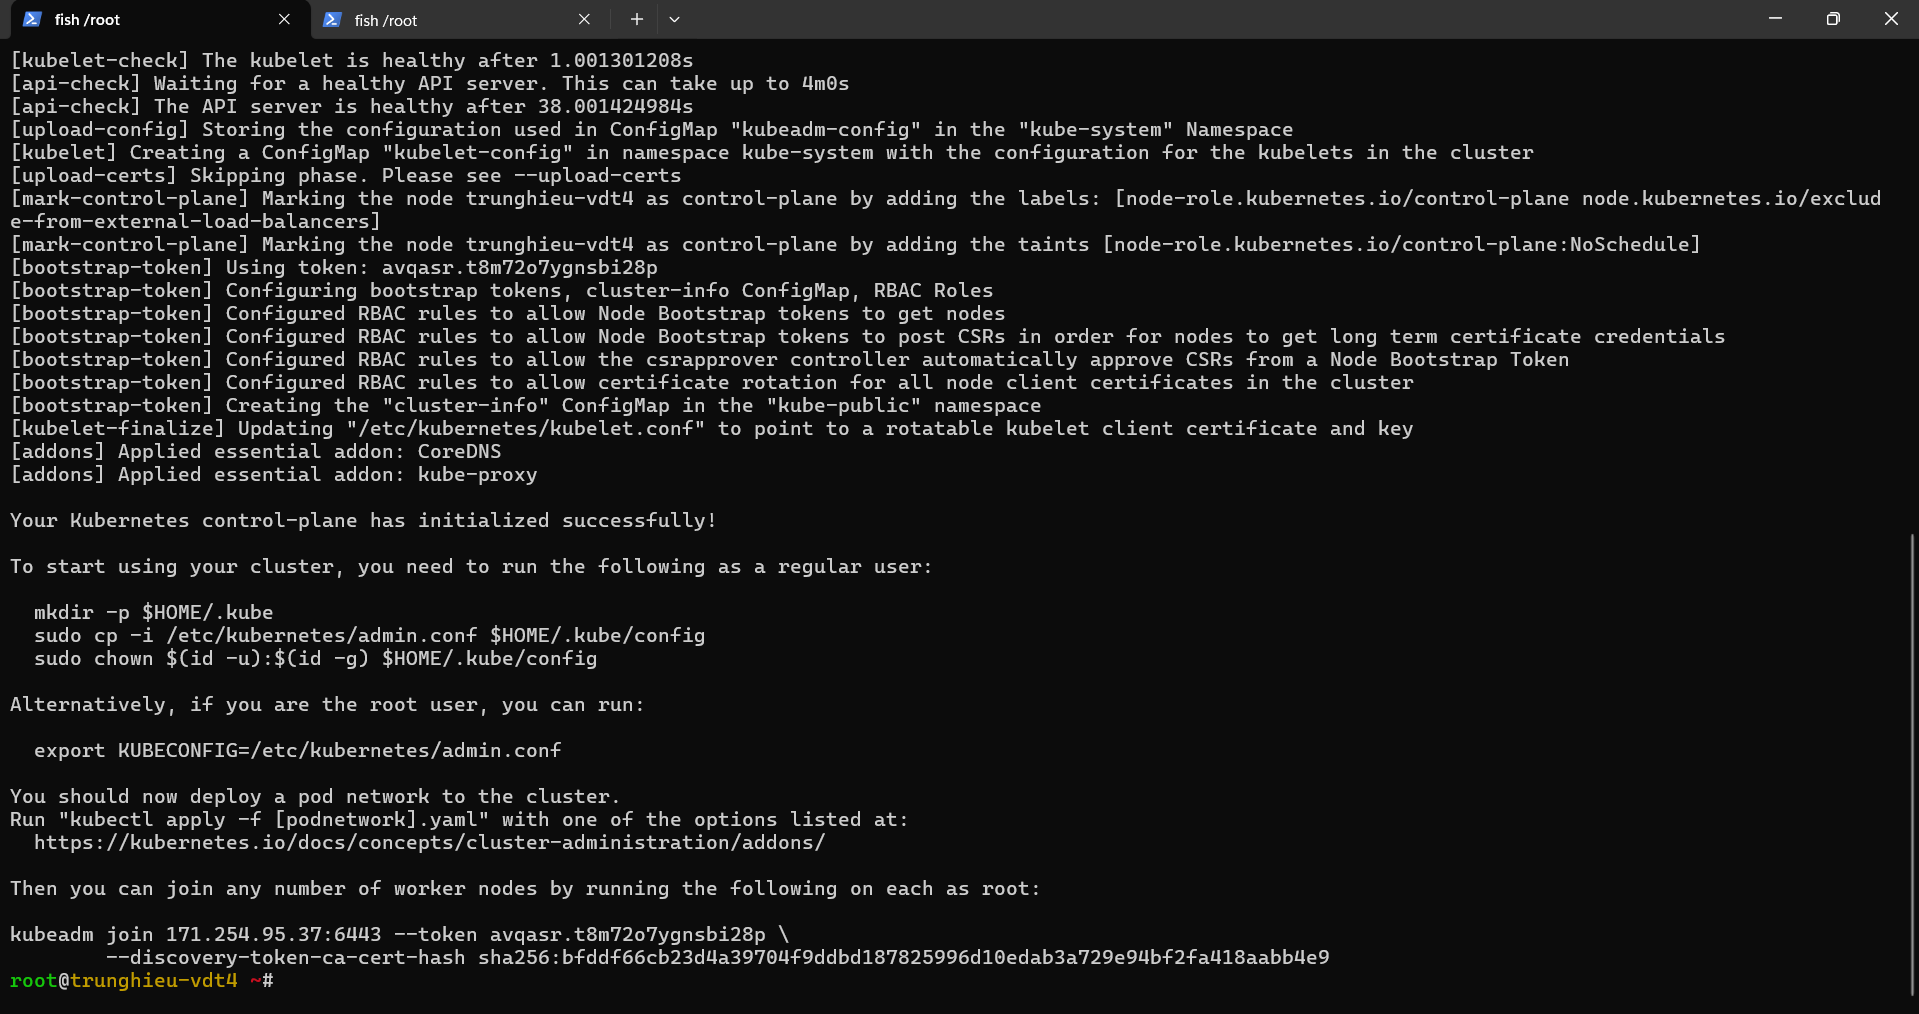 fish /root
fish /root
[kubelet-check] The kubelet is healthy after 1.001301208s
[api-check] Waiting for a healthy API server. This can take up to 4m0s
[api-check] The API server is healthy after 38.001424984s
[upload-config] Storing the configuration used in ConfigMap "kubeadm-config" in the "kube-system" Namespace
[kubelet] Creating a ConfigMap "kubelet-config" in namespace kube-system with the configuration for the kubelets in the cluster
[upload-certs] Skipping phase. Please see --upload-certs
[mark-control-plane] Marking the node trunghieu-vdt4 as control-plane by adding the labels: [node-role.kubernetes.io/control-plane node.kubernetes.io/exclud
e-from-external-load-balancers]
[mark-control-plane] Marking the node trunghieu-vdt4 as control-plane by adding the taints [node-role.kubernetes.io/control-plane:NoSchedule]
[bootstrap-token] Using token: avqasr.t8m72o7ygnsbi28p
[bootstrap-token] Configuring bootstrap tokens, cluster-info ConfigMap, RBAC Roles
[bootstrap-token] Configured RBAC rules to allow Node Bootstrap tokens to get nodes
[bootstrap-token] Configured RBAC rules to allow Node Bootstrap tokens to post CSRs in order for nodes to get long term certificate credentials
[bootstrap-token] Configured RBAC rules to allow the csrapprover controller automatically approve CSRs from a Node Bootstrap Token
[bootstrap-token] Configured RBAC rules to allow certificate rotation for all node client certificates in the cluster
[bootstrap-token] Creating the "cluster-info" ConfigMap in the "kube-public" namespace
[kubelet-finalize] Updating "/etc/kubernetes/kubelet.conf" to point to a rotatable kubelet client certificate and key
[addons] Applied essential addon: CoreDNS
[addons] Applied essential addon: kube-proxy
Your Kubernetes control-plane has initialized successfully!
To start using your cluster, you need to run the following as a regular user:
mkdir -p $HOME/.kube
sudo cp -i /etc/kubernetes/admin.conf $HOME/.kube/config
sudo chown $(id -u):$(id -g) $HOME/.kube/config
Alternatively, if you are the root user, you can run:
export KUBECONFIG=/etc/kubernetes/admin.conf
You should now deploy a pod network to the cluster.
Run "kubectl apply -f [podnetwork].yaml" with one of the options listed at:
https://kubernetes.io/docs/concepts/cluster-administration/addons/
Then you can join any number of worker nodes by running the following on each as root:
kubeadm join 171.254.95.37:6443 --token avqasr.t8m72o7ygnsbi28p \
--discovery-token-ca-cert-hash sha256:bfddf66cb23d4a39704f9ddbd187825996d10edab3a729e94bf2fa418aabb4e9
root@trunghieu-vdt4 ~#